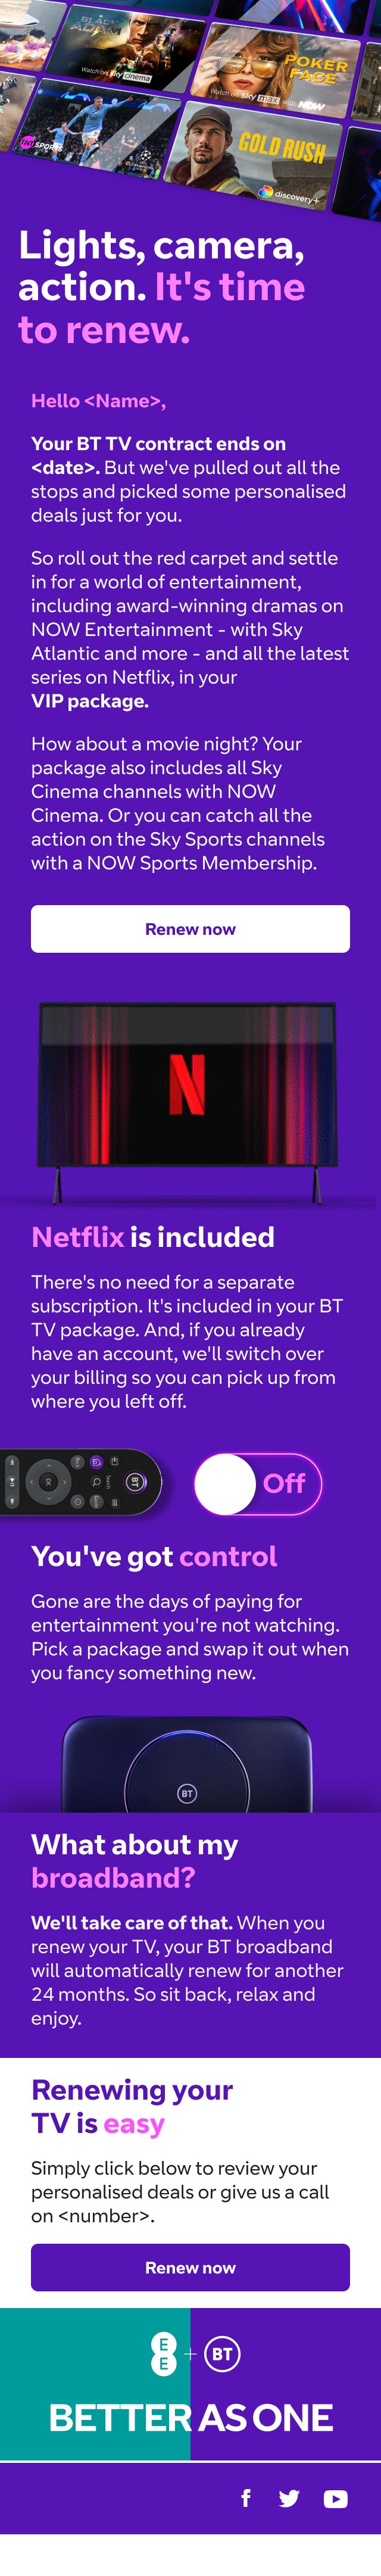 BLACK ADAM
Watch on sky cinema
POKER
FACE
Watch on sky max with NOW
TNT SPORTS
GOLD RUSH
discovery+
Lights, camera,
action. It's time
to renew.
Hello <Name>,
Your BT TV contract ends on
<date>. But we've pulled out all the
stops and picked some personalised
deals just for you.
So roll out the red carpet and settle
in for a world of entertainment,
including award-winning dramas on
NOW Entertainment - with Sky
Atlantic and more - and all the latest
series on Netflix, in your
VIP package.
How about a movie night? Your
package also includes all Sky
Cinema channels with NOW
Cinema. Or you can catch all the
action on the Sky Sports channels
with a NOW Sports Membership.
Renew now
N
Netflix is included
There's no need for a separate
subscription. It's included in your BT
TV package. And, if you already
have an account, we'll switch over
your billing so you can pick up from
where you left off.
OK
Search
BT
Off
You've got control
Gone are the days of paying for
entertainment you're not watching.
Pick a package and swap it out when
you fancy something new.
BT
What about my
broadband?
We'll take care of that. When you
renew your TV, your BT broadband
will automatically renew for another
24 months. So sit back, relax and
enjoy.
Renewing your
TV is easy
Simply click below to review your
personalised deals or give us a call
on <number>.
Renew now
EE + BT
BETTER AS ONE